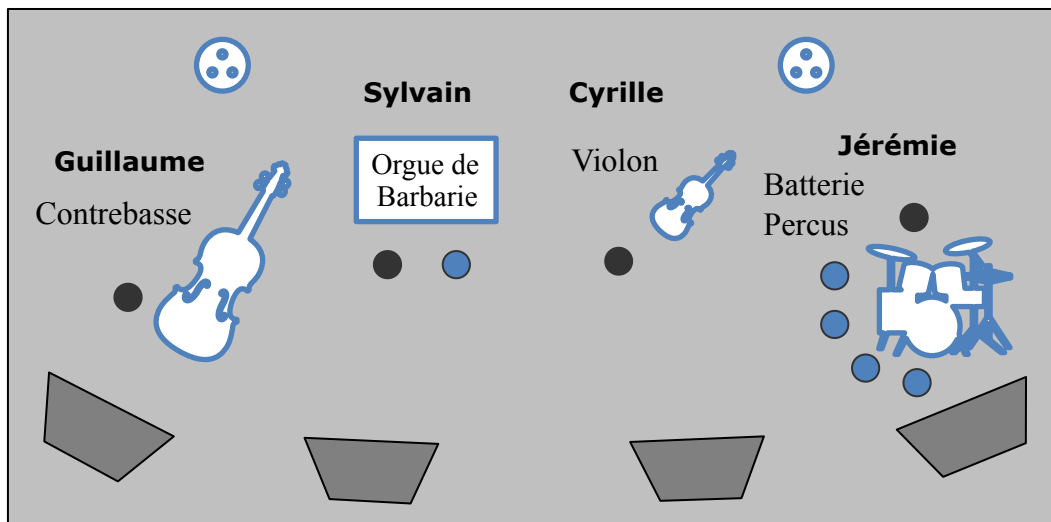 Sylvain
Cyrille
Guillaume
Contrebasse
Orgue de
Barbarie
Violon
Jérémie
Batterie
Percus